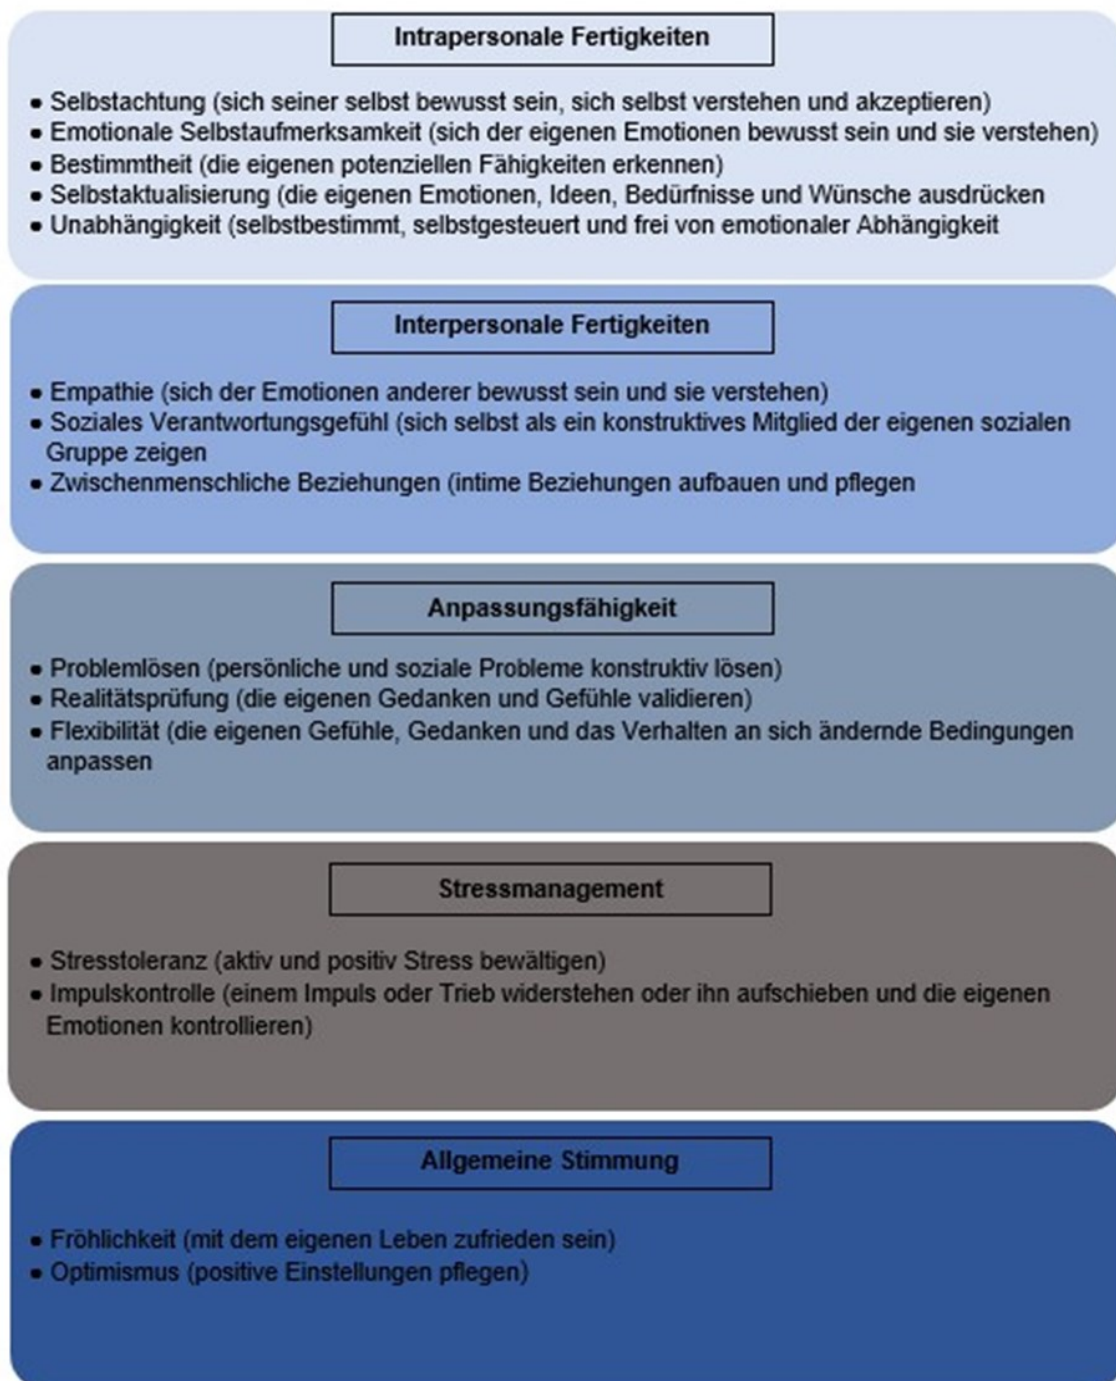 Intrapersonale Fertigkeiten
• Selbstachtung (sich seiner selbst bewusst sein, sich selbst verstehen und akzeptieren)
• Emotionale Selbstaufmerksamkeit (sich der eigenen Emotionen bewusst sein und sie verstehen)
• Bestimmtheit (die eigenen potenziellen Fähigkeiten erkennen)
• Selbstaktualisierung (die eigenen Emotionen, Ideen, Bedürfnisse und Wünsche ausdrücken
• Unabhängigkeit (selbstbestimmt, selbstgesteuert und frei von emotionaler Abhängigkeit
Interpersonale Fertigkeiten
• Empathie (sich der Emotionen anderer bewusst sein und sie verstehen)
• Soziales Verantwortungsgefühl (sich selbst als ein konstruktives Mitglied der eigenen sozialen
Gruppe zeigen
• Zwischenmenschliche Beziehungen (intime Beziehungen aufbauen und pflegen
Anpassungsfähigkeit
• Problemlösen (persönliche und soziale Probleme konstruktiv lösen)
• Realitätsprüfung (die eigenen Gedanken und Gefühle validieren)
• Flexibilität (die eigenen Gefühle, Gedanken und das Verhalten an sich ändernde Bedingungen
anpassen
Stressmanagement
• Stresstoleranz (aktiv und positiv Stress bewältigen)
• Impulskontrolle (einem Impuls oder Trieb widerstehen oder ihn aufschieben und die eigenen
Emotionen kontrollieren)
Allgemeine Stimmung
• Fröhlichkeit (mit dem eigenen Leben zufrieden sein)
• Optimismus (positive Einstellungen pflegen)